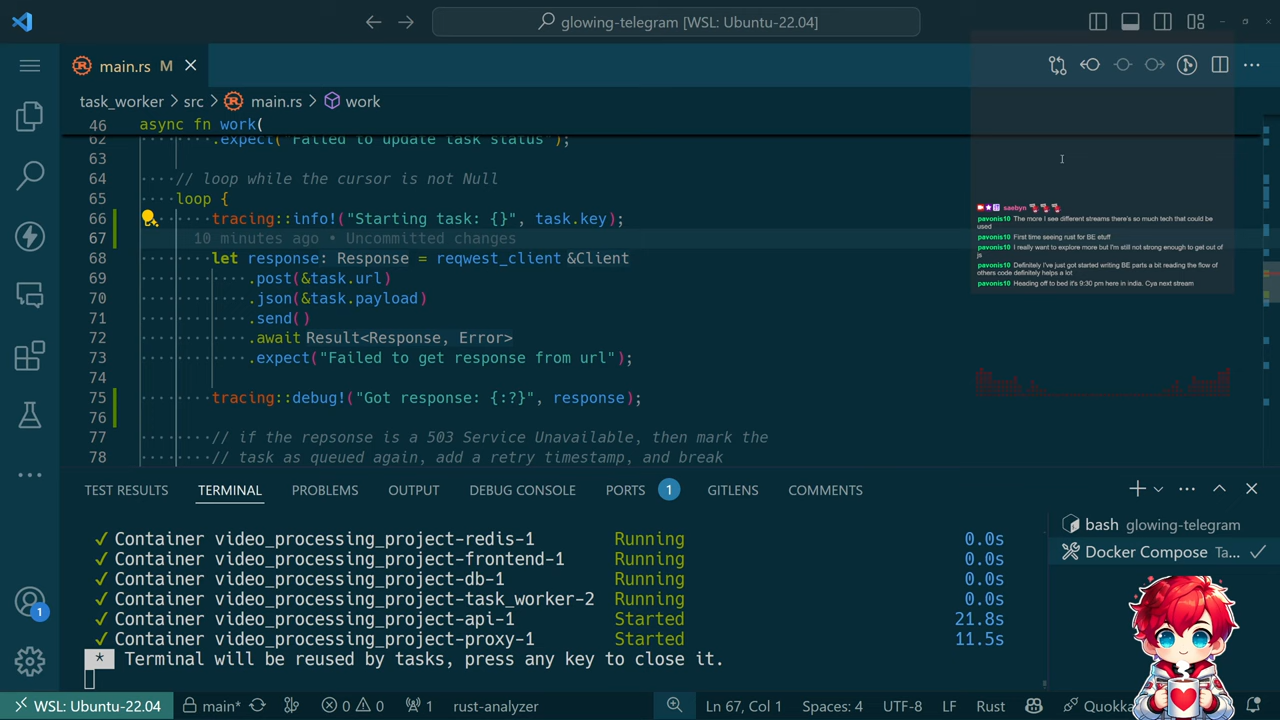 glowing-telegram [WSL: Ubuntu-22.04]
main.rs M
task_worker > src > main.rs > work
46 async fn work(
62 .expect("Failed to update task status");
63
64 // loop while the cursor is not Null
65 loop {
66 tracing::info!("Starting task: {}", task.key);
67 10 minutes ago • Uncommitted changes
68 let response: Response = reqwest_client &Client
69 .post(&task.url)
70 .json(&task.payload)
71 .send()
72 .await Result<Response, Error>
73 .expect("Failed to get response from url");
74
75 tracing::debug!("Got response: {:?}", response);
76
77 // if the repsonse is a 503 Service Unavailable, then mark the
78 // task as queued again, add a retry timestamp, and break
saebyn
pavonis10 The more I see different streams there's so much tech that could be
used
pavonis10 First time seeing rust for BE stuff
pavonis10 I really want to explore more but I'm still not strong enough to get out of
js
pavonis10 Definitely I've just got started writing BE parts a bit reading the flow of
others code definitely helps a lot
pavonis10 Heading off to bed it's 9:30 pm here in india. Cya next stream
TEST RESULTS TERMINAL PROBLEMS OUTPUT DEBUG CONSOLE PORTS 1 GITLENS COMMENTS
✓ Container video_processing_project-redis-1 Running 0.0s
✓ Container video_processing_project-frontend-1 Running 0.0s
✓ Container video_processing_project-db-1 Running 0.0s
✓ Container video_processing_project-task_worker-2 Running 0.0s
✓ Container video_processing_project-api-1 Started 21.8s
✓ Container video_processing_project-proxy-1 Started 11.5s
* Terminal will be reused by tasks, press any key to close it.
bash glowing-telegram
Docker Compose Ta...
1
WSL: Ubuntu-22.04 main* 0 0 1 rust-analyzer Ln 67, Col 1 Spaces: 4 UTF-8 LF Rust Quokka